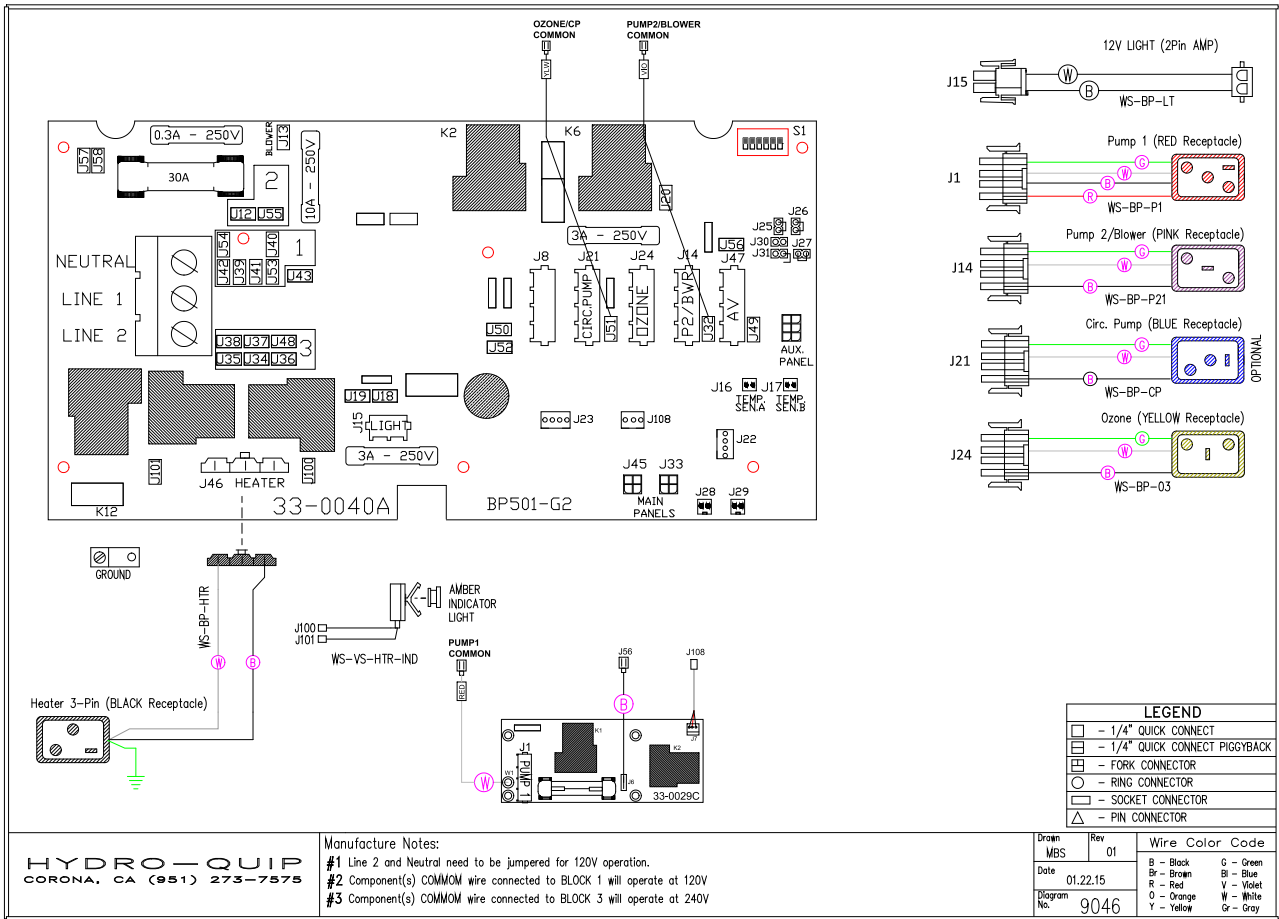 OZONE/CP
COMMON
YLW
PUMP2/BLOWER
COMMON
VIO
0.3A - 250V
BLOWER
J13
10A - 250V
J57
J58
30A
2
J12
J55
K2
K6
S1
J20
3A - 250V
J54
J42
J39
J41
J53
J40
1
J43
NEUTRAL
LINE 1
LINE 2
J38
J37
J48
J35
J34
J36
3
J8
J21
J24
J14
J47
CIRC.PUMP
OZONE
P2/BWR
AV
J51
J32
J49
J56
J25
J26
J30
J31
J27
J50
J52
AUX.
PANEL
J16
J17
TEMP.
SEN.A
TEMP.
SEN.B
J19
J18
J15
LIGHT
3A - 250V
J23
J108
J22
J101
J100
J46 HEATER
K12
33-0040A
BP501-G2
J45
J33
MAIN
PANELS
J28
J29
GROUND
WS-BP-HTR
W
B
Heater 3-Pin (BLACK Receptacle)
AMBER
INDICATOR
LIGHT
J100
J101
WS-VS-HTR-IND
PUMP1
COMMON
RED
W
J56
B
J108
J1
W1
PUMP 1
K1
K2
J7
J6
33-0029C
12V LIGHT (2Pin AMP)
J15
W
B
WS-BP-LT
Pump 1 (RED Receptacle)
J1
G
W
B
R
WS-BP-P1
Pump 2/Blower (PINK Receptacle)
J14
G
W
B
WS-BP-P21
Circ. Pump (BLUE Receptacle)
J21
G
W
B
WS-BP-CP
OPTIONAL
Ozone (YELLOW Receptacle)
J24
G
W
B
WS-BP-03
LEGEND
- 1/4" QUICK CONNECT
- 1/4" QUICK CONNECT PIGGYBACK
- FORK CONNECTOR
- RING CONNECTOR
- SOCKET CONNECTOR
- PIN CONNECTOR
HYDRO-QUIP
CORONA, CA (951) 273-7575
Manufacture Notes:
#1 Line 2 and Neutral need to be jumpered for 120V operation.
#2 Component(s) COMMOM wire connected to BLOCK 1 will operate at 120V
#3 Component(s) COMMOM wire connected to BLOCK 3 will operate at 240V
Drawn
MBS
Rev
01
Date
01.22.15
Diagram
No. 9046
Wire Color Code
B - Black
Br - Brown
R - Red
O - Orange
Y - Yellow
G - Green
Bl - Blue
V - Violet
W - White
Gr - Gray